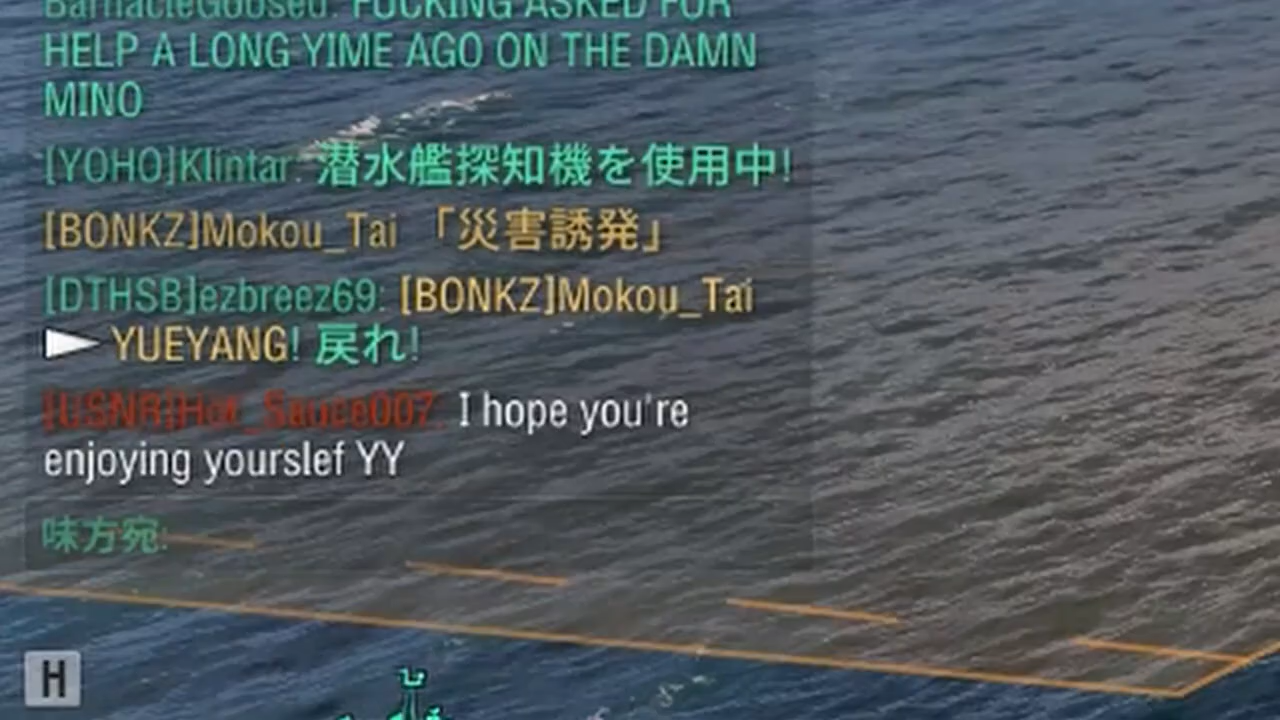 BarnacleGoosed: FUCKING ASKED FOR
HELP A LONG YIME AGO ON THE DAMN
MINO
[YOHO]Klintar: 潜水艦探知機を使用中!
[BONKZ]Mokou_Tai 「災害誘発」
[DTHSB]ezbreez69: [BONKZ]Mokou_Tai
YUEYANG! 戻れ!
[USNR]Hot_Sauce007: I hope you're
enjoying yourslef YY
味方宛:
H